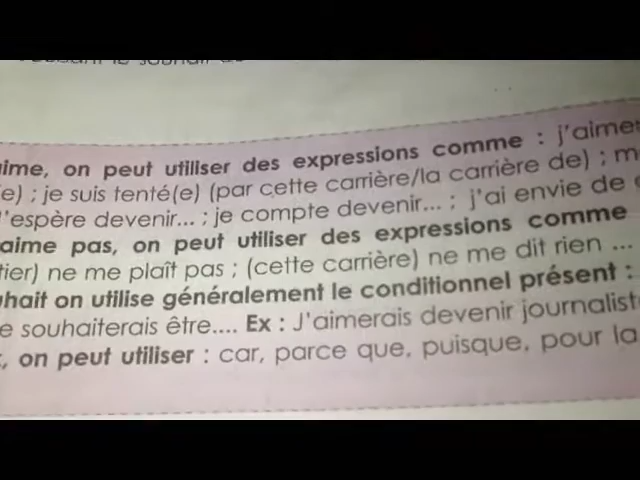 on peut utiliser des expressions comme : j'aime
je suis tenté(e) (par cette carrière/la carrière de) ;
j'espère devenir... ; je compte devenir... ; j'ai envie de
aime pas, on peut utiliser des expressions comme
ne me plaît pas ; (cette carrière) ne me dit rien ...
on utilise généralement le conditionnel présent :
souhaiterais être.... Ex : J'aimerais devenir journaliste
on peut utiliser : car, parce que, puisque, pour la